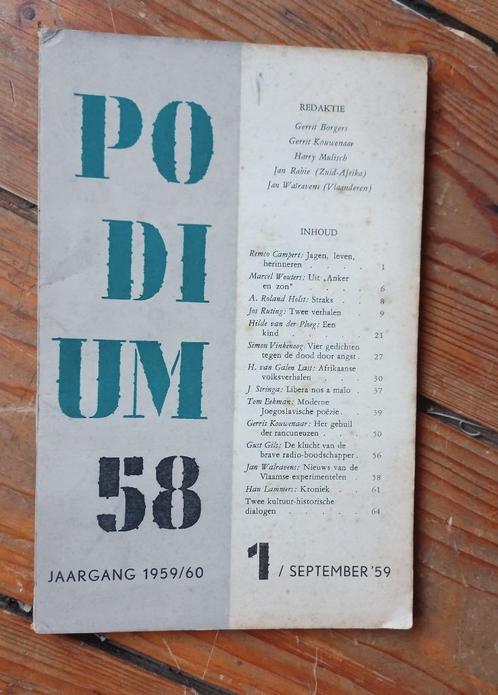 PO
DI
UM
58
JAARGANG 1959/60
REDAKTIE
Gerrit Borgers
Gerrit Kouwenaar
Harry Mulisch
Jan Rabie (Zuid-Afrika)
Jan Walravens (Vlaanderen)
INHOUD
Remco Campert: Jagen, leven,
herinneren . . . . . 1
Marcel Wouters: Uit „Anker
en zon" . . . . . 6
A. Roland Holst: Straks . . 8
Jos Ruting: Twee verhalen . 9
Hilde van der Ploeg: Een
kind . . . . . . 21
Simon Vinkenoog: Vier gedichten
tegen de dood door angst . 27
H. van Galen Last: Afrikaanse
volksverhalen . . . . 30
J. Stringa: Libera nos a malo . 37
Tom Eekman: Moderne
Joegoslavische poëzie . . 39
Gerrit Kouwenaar: Het gehuil
der rancuneuzen . . . 50
Gust Gils: De klucht van de
brave radio-boodschapper . 56
Jan Walravens: Nieuws van de
Vlaamse experimentelen . 58
Han Lammers: Kroniek . . 61
Twee kultuur-historische
dialogen . . . . . 64
1 / SEPTEMBER '59